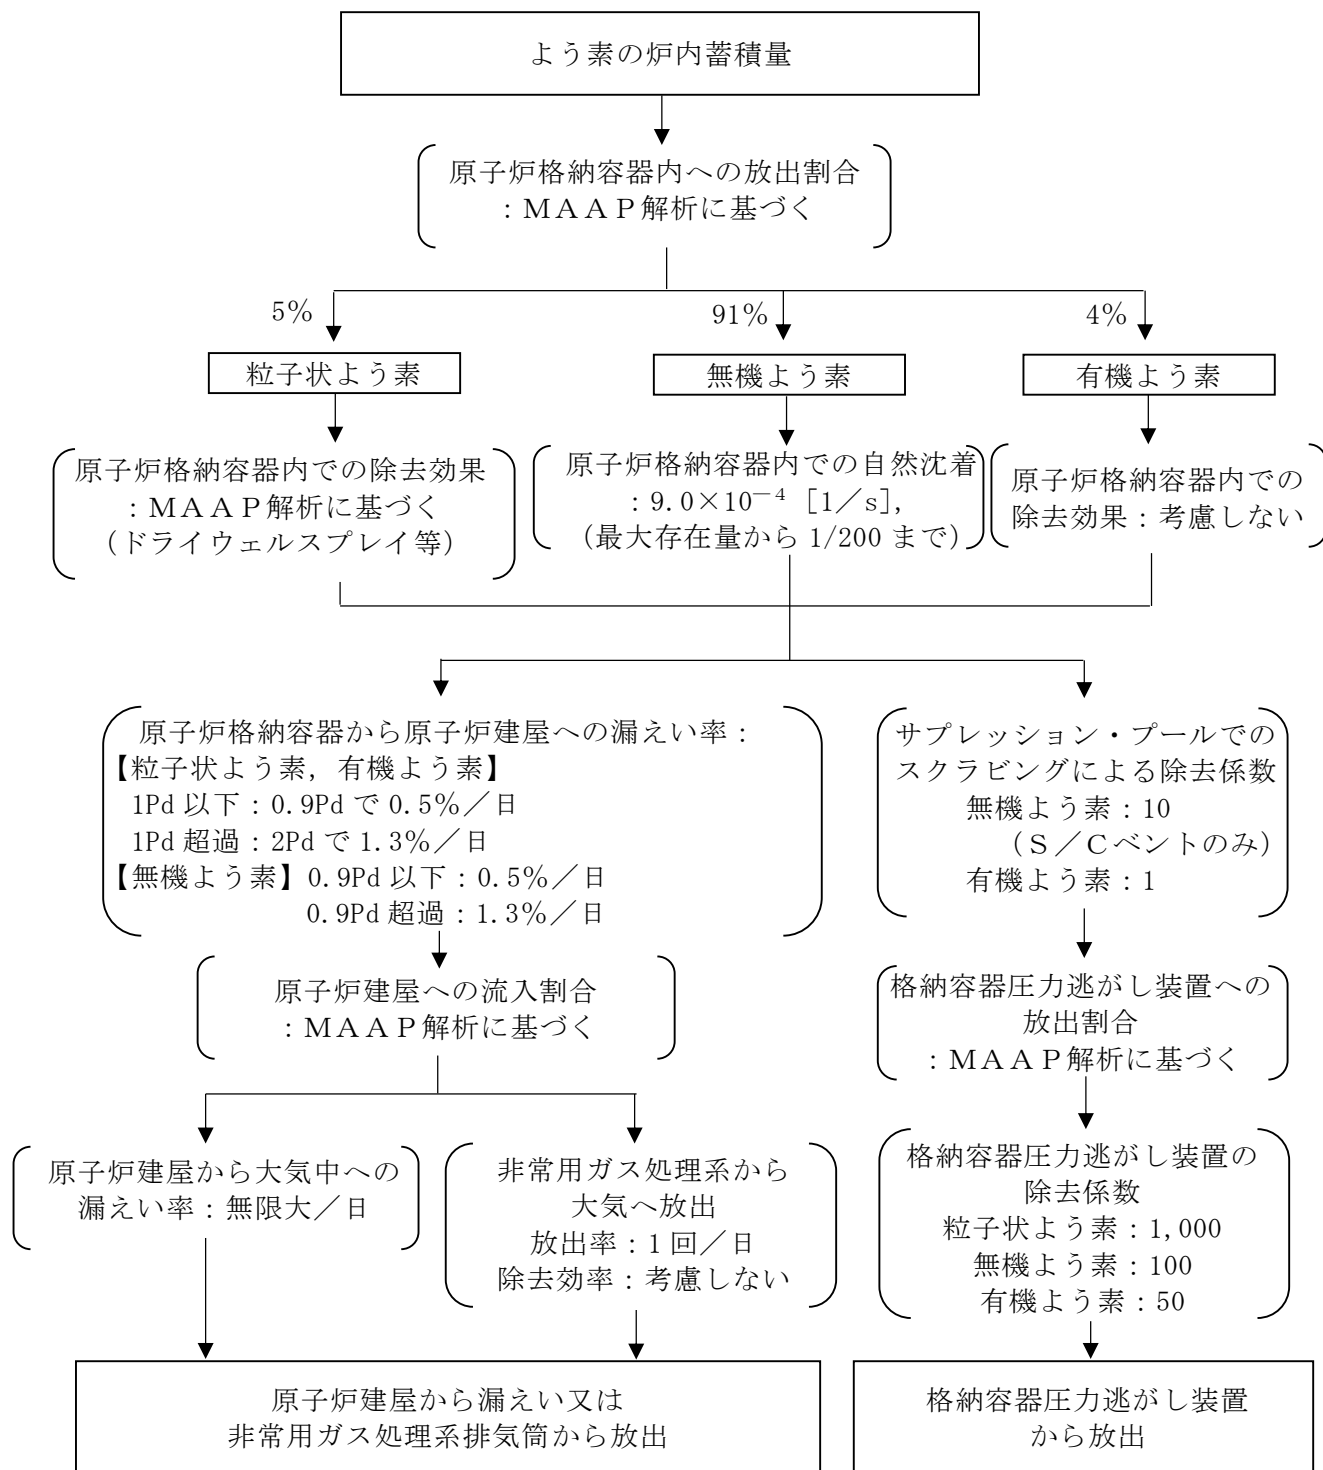 よう素の炉内蓄積量
原子炉格納容器内への放出割合
：ＭＡＡＰ解析に基づく
5%
91%
4%
粒子状よう素
無機よう素
有機よう素
原子炉格納容器内での除去効果
：ＭＡＡＰ解析に基づく
（ドライウェルスプレイ等）
原子炉格納容器内での自然沈着
：9.0×10⁻⁴［1／s］,
（最大存在量から 1/200 まで）
原子炉格納容器内での
除去効果：考慮しない
原子炉格納容器から原子炉建屋への漏えい率：
【粒子状よう素，有機よう素】
1Pd 以下：0.9Pd で 0.5%／日
1Pd 超過：2Pd で 1.3%／日
【無機よう素】0.9Pd 以下：0.5%／日
0.9Pd 超過：1.3%／日
サプレッション・プールでの
スクラビングによる除去係数
無機よう素：10
（Ｓ／Ｃベントのみ）
有機よう素：1
原子炉建屋への流入割合
：ＭＡＡＰ解析に基づく
格納容器圧力逃がし装置への
放出割合
：ＭＡＡＰ解析に基づく
原子炉建屋から大気中への
漏えい率：無限大／日
非常用ガス処理系から
大気へ放出
放出率：1 回／日
除去効率：考慮しない
格納容器圧力逃がし装置の
除去係数
粒子状よう素：1,000
無機よう素：100
有機よう素：50
原子炉建屋から漏えい又は
非常用ガス処理系排気筒から放出
格納容器圧力逃がし装置
から放出